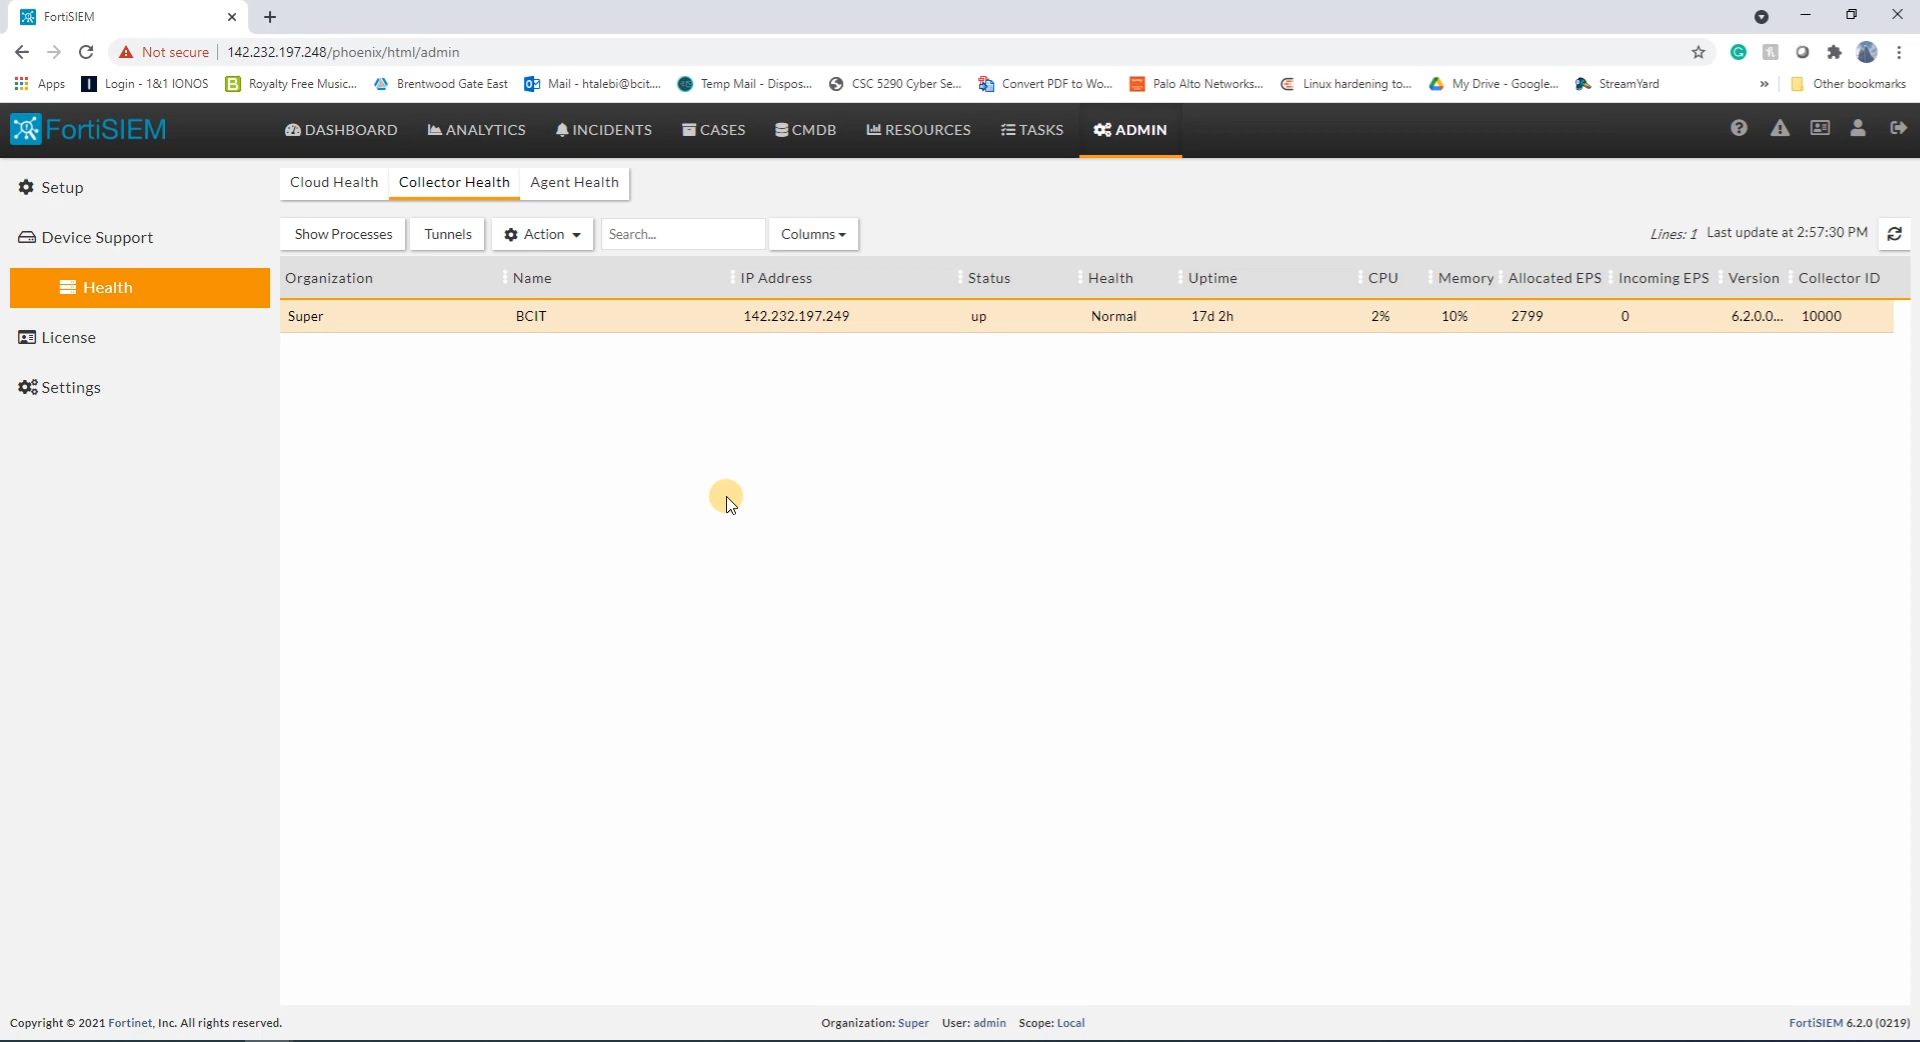 FortiSIEM
Not secure 142.232.197.248/phoenix/html/admin
Apps Login - 1&1 IONOS Royalty Free Music... Brentwood Gate East Mail - htalebi@bcit.... Temp Mail - Dispos... CSC 5290 Cyber Se... Convert PDF to Wo... Palo Alto Networks... Linux hardening to... My Drive - Google... StreamYard » Other bookmarks
FortiSIEM DASHBOARD ANALYTICS INCIDENTS CASES CMDB RESOURCES TASKS ADMIN
Setup
Device Support
Health
License
Settings
Cloud Health Collector Health Agent Health
Show Processes Tunnels Action Search... Columns Lines: 1 Last update at 2:57:30 PM
Organization Name IP Address Status Health Uptime CPU Memory Allocated EPS Incoming EPS Version Collector ID
Super BCIT 142.232.197.249 up Normal 17d 2h 2% 10% 2799 0 6.2.0.0... 10000
Copyright © 2021 Fortinet, Inc. All rights reserved. Organization: Super User: admin Scope: Local FortiSIEM 6.2.0 (0219)